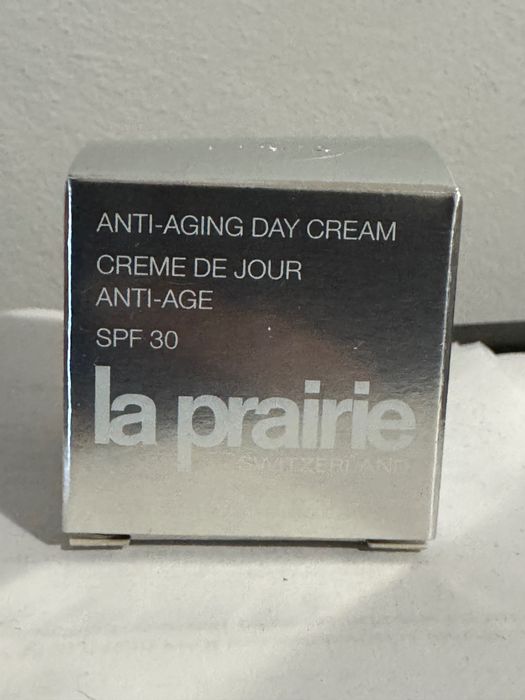 ANTI-AGING DAY CREAM
CREME DE JOUR
ANTI-AGE
SPF 30
la prairie
SWITZERLAND